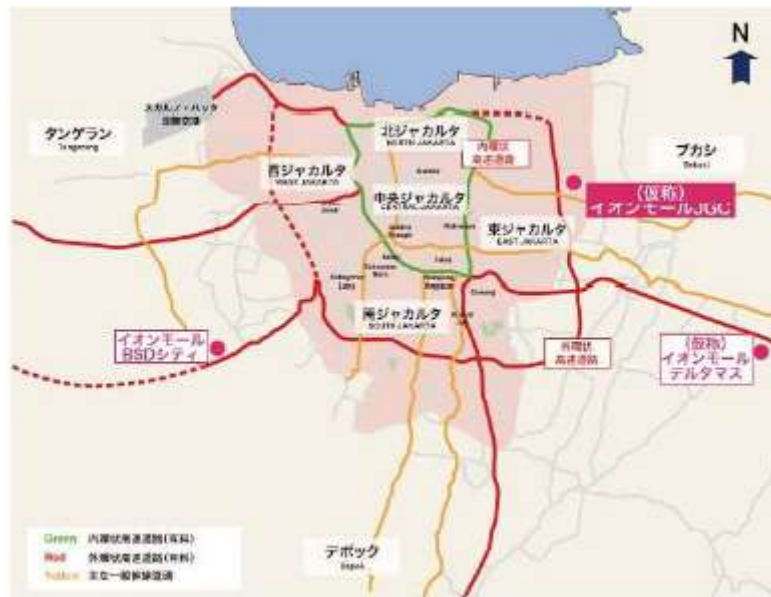 N
スカルノ・ハッタ
国際空港
タンゲラン
Tangerang
北ジャカルタ
NORTH JAKARTA
内環状
高速道路
ブカシ
Bekasi
西ジャカルタ
WEST JAKARTA
中央ジャカルタ
CENTRAL JAKARTA
(仮称)
イオンモールJGC
東ジャカルタ
EAST JAKARTA
南ジャカルタ
SOUTH JAKARTA
イオンモール
BSDシティ
外環状
高速道路
(仮称)
イオンモール
デルタマス
デポック
Depok
Green 内環状高速道路(有料)
Red 外環状高速道路(有料)
Yellow 主な一般幹線道路